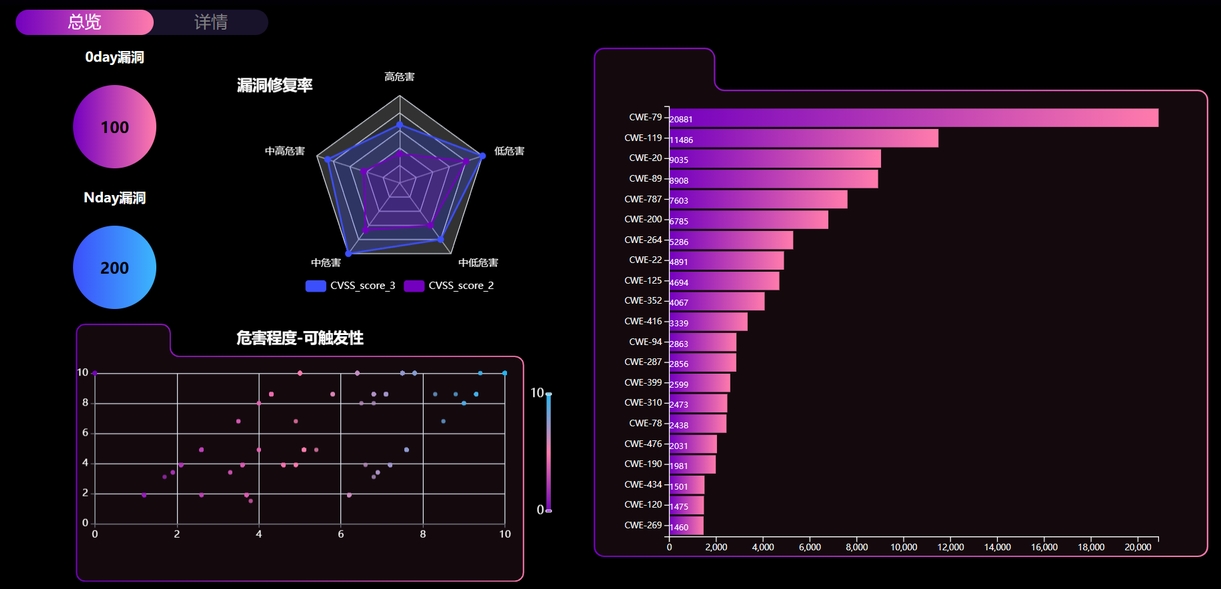 总览
详情
0day漏洞
100
Nday漏洞
200
漏洞修复率
高危害
中高危害
低危害
中危害
中低危害
CVSS_score_3
CVSS_score_2
危害程度-可触发性
10
8
6
4
2
0
0
2
4
6
8
10
10
0
CWE-79 20881
CWE-119 11486
CWE-20 9035
CWE-89 8908
CWE-787 7603
CWE-200 6785
CWE-264 5286
CWE-22 4891
CWE-125 4694
CWE-352 4067
CWE-416 3339
CWE-94 2863
CWE-287 2856
CWE-399 2599
CWE-310 2473
CWE-78 2438
CWE-476 2031
CWE-190 1981
CWE-434 1501
CWE-120 1475
CWE-269 1460
0 2,000 4,000 6,000 8,000 10,000 12,000 14,000 16,000 18,000 20,000